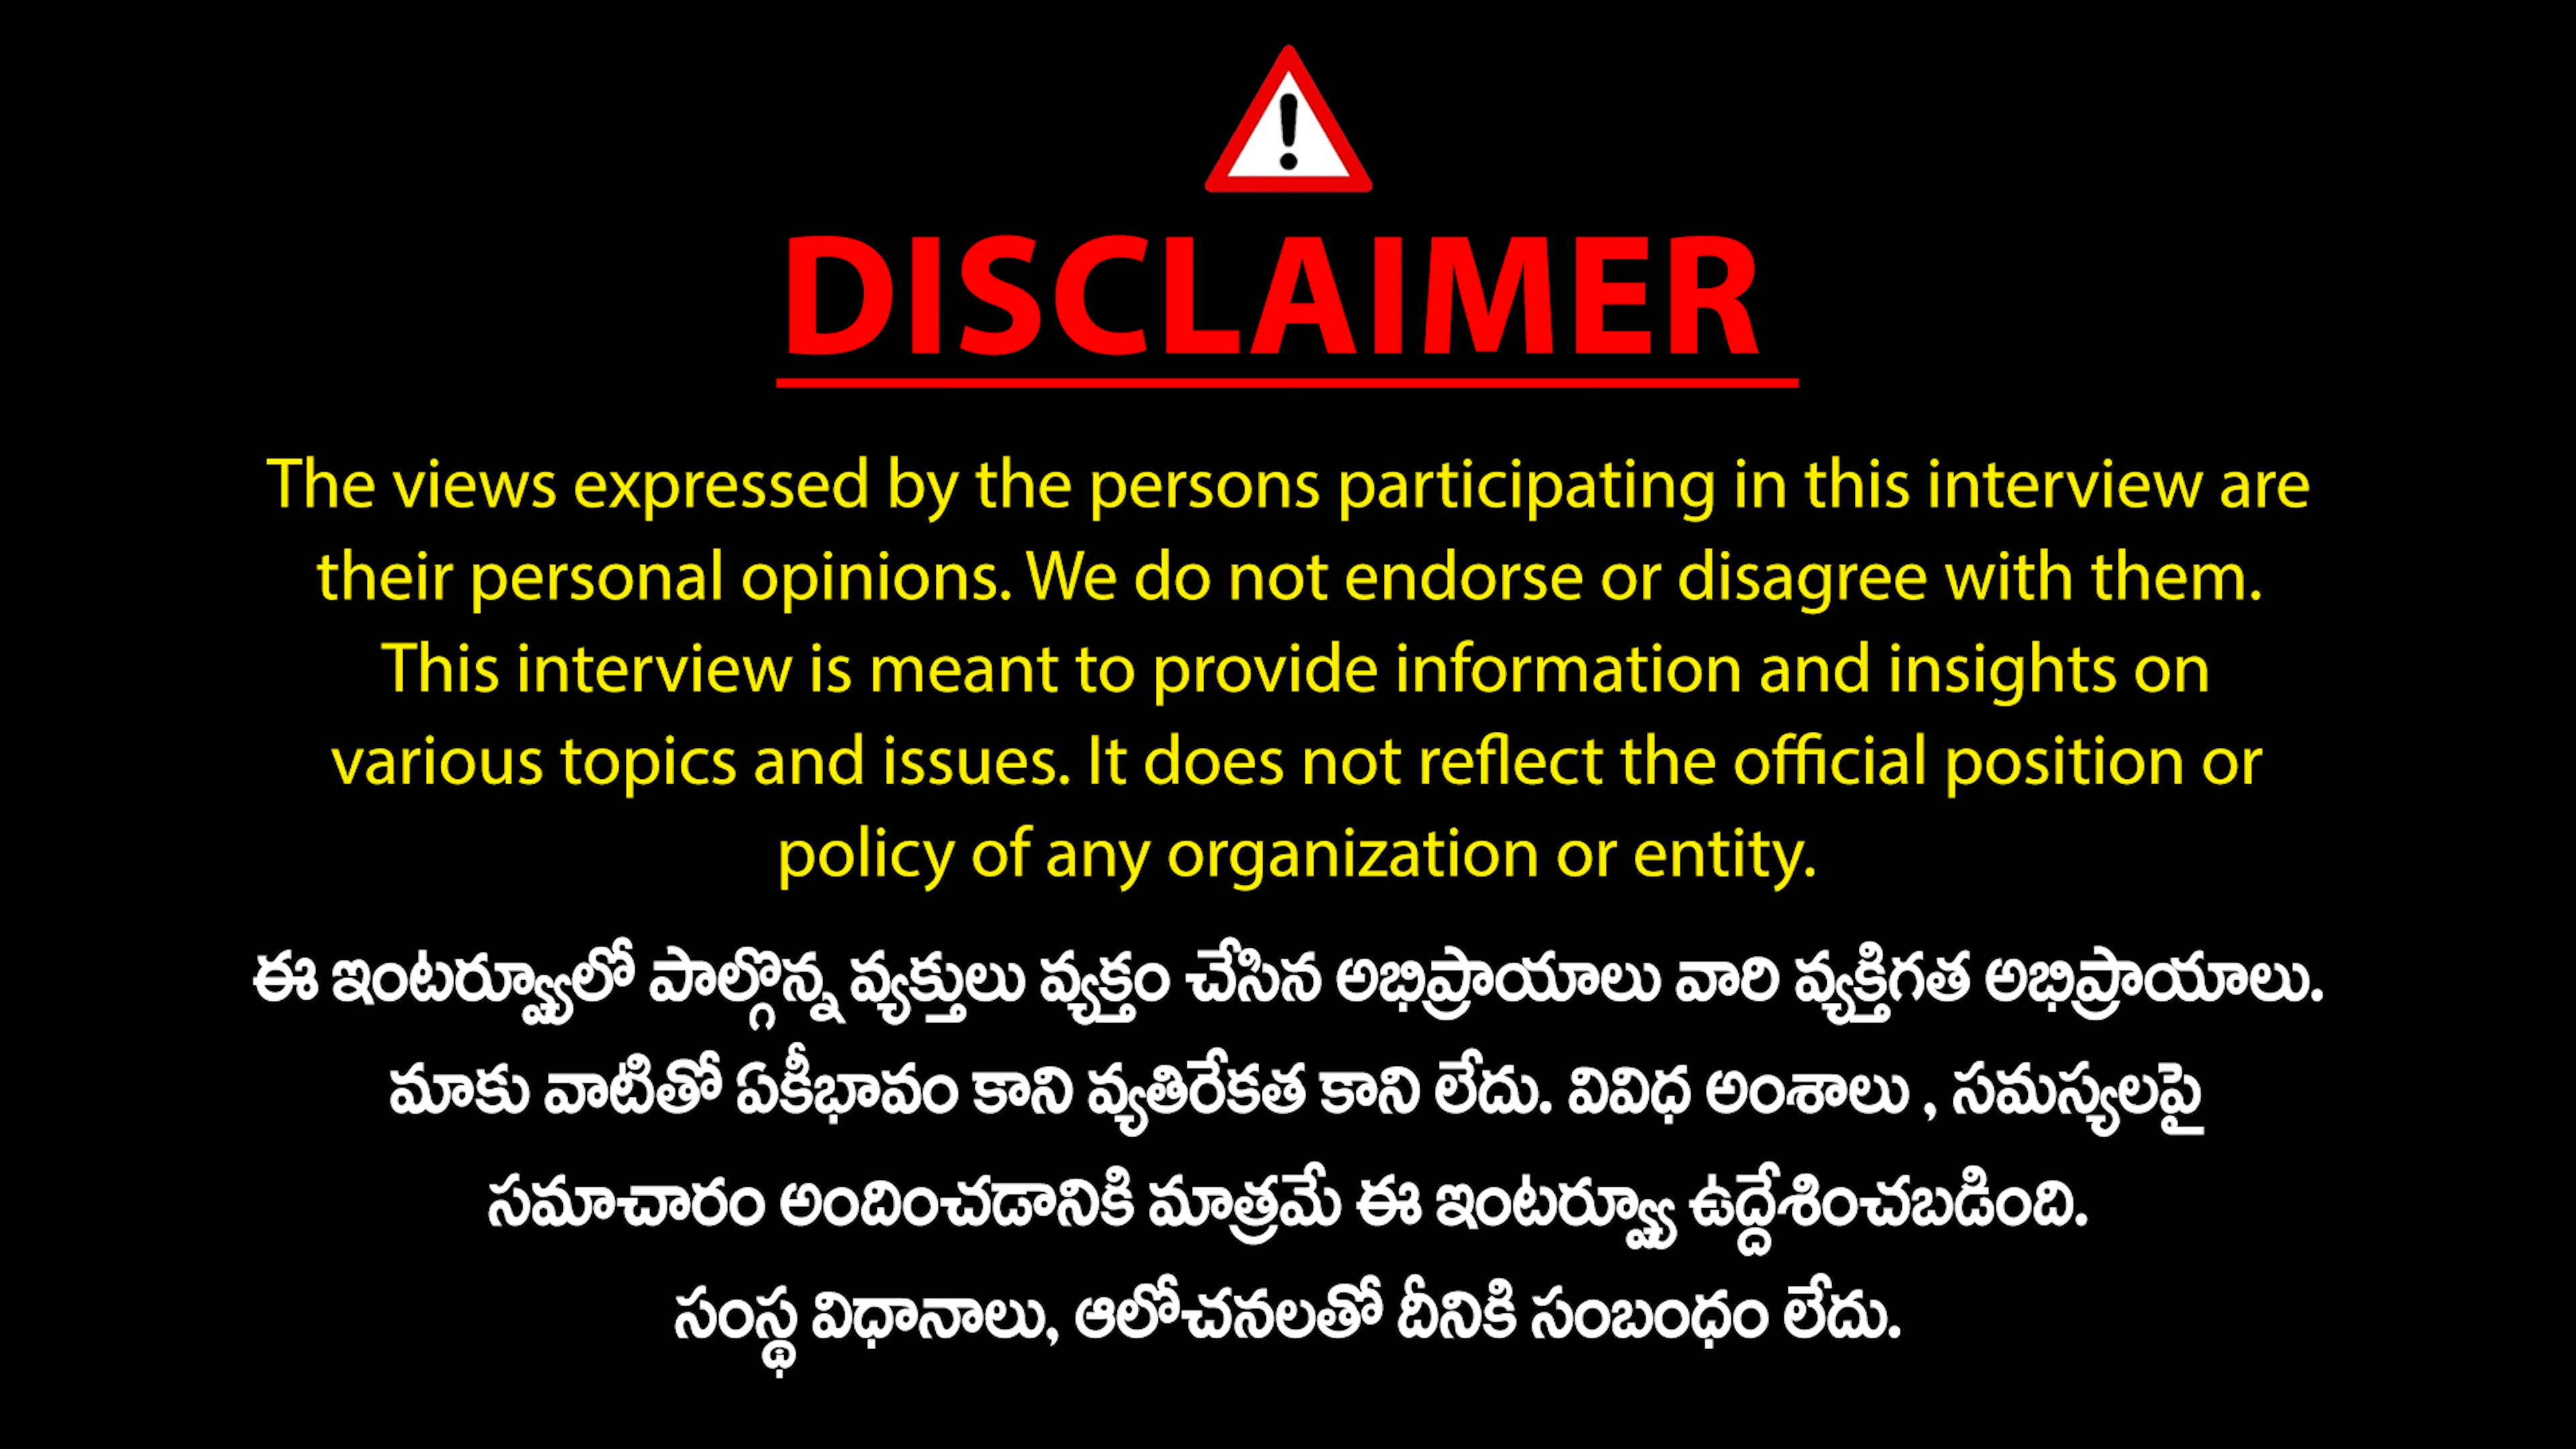 DISCLAIMER
The views expressed by the persons participating in this interview are
their personal opinions. We do not endorse or disagree with them.
This interview is meant to provide information and insights on
various topics and issues. It does not reflect the official position or
policy of any organization or entity.
ఈ ఇంటర్వ్యూలో పాల్గొన్న వ్యక్తులు వ్యక్తం చేసిన అభిప్రాయాలు వారి వ్యక్తిగత అభిప్రాయాలు.
మాకు వాటితో ఏకీభావం కాని వ్యతిరేకత కాని లేదు. వివిధ అంశాలు , సమస్యలపై
సమాచారం అందించడానికి మాత్రమే ఈ ఇంటర్వ్యూ ఉద్దేశించబడింది.
సంస్థ విధానాలు, ఆలోచనలతో దీనికి సంబంధం లేదు.